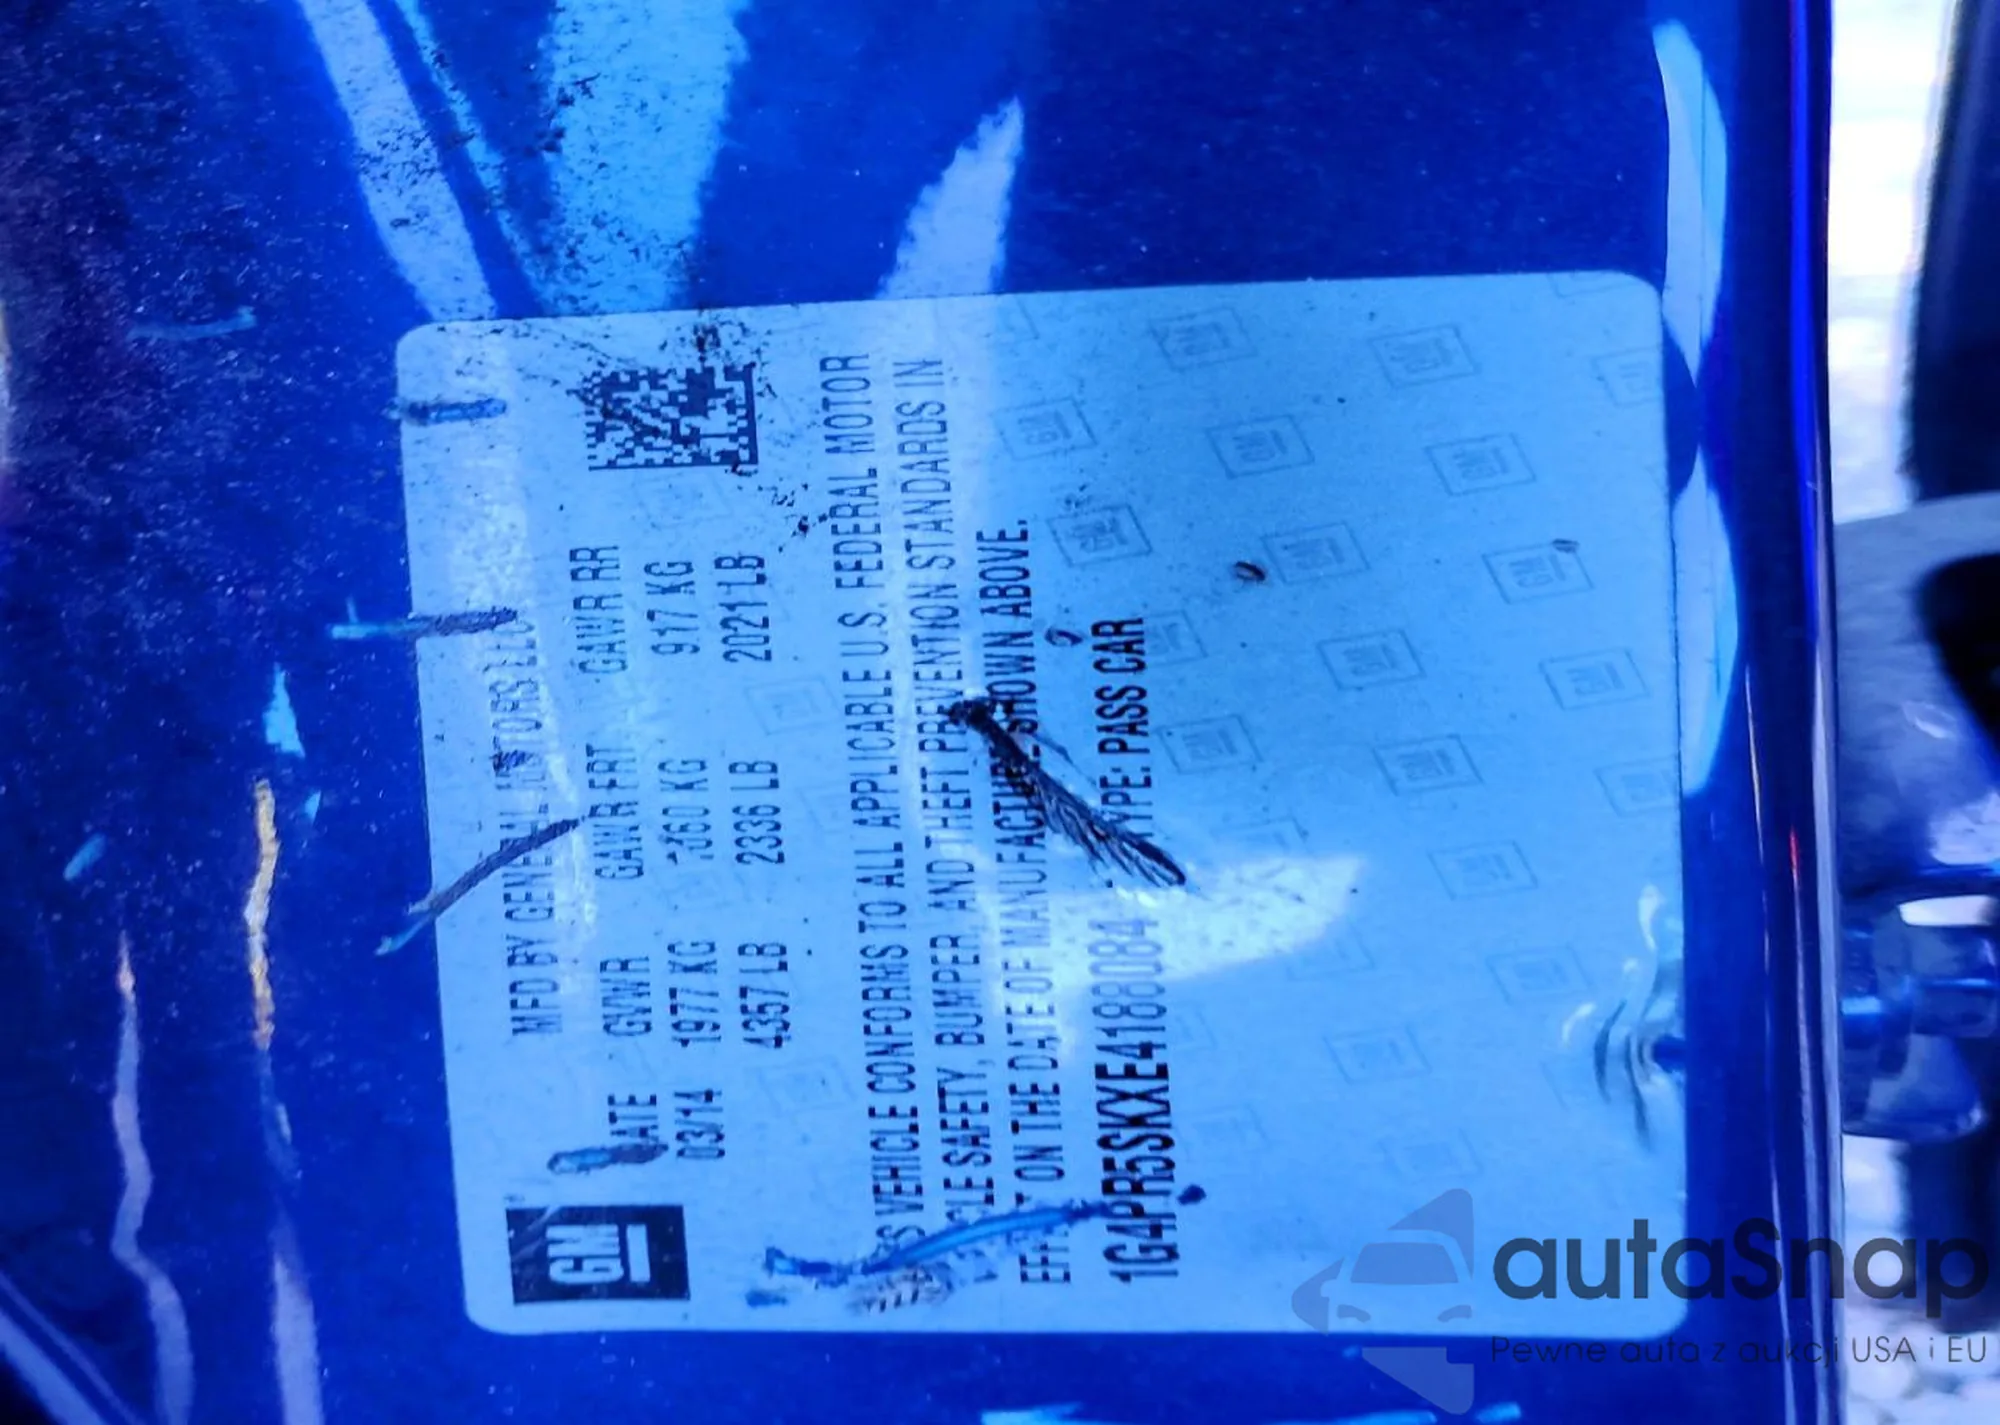 GM
MFD BY GENERAL MOTORS LLC
DATE GVWR GAWR FRT GAWR RR
03/14 1977 KG 1060 KG 917 KG
4357 LB 2336 LB 2021 LB
S VEHICLE CONFORMS TO ALL APPLICABLE U.S. FEDERAL MOTOR
CLE SAFETY, BUMPER, AND THEFT PREVENTION STANDARDS IN
EFFECT ON THE DATE OF MANUFACTURE SHOWN ABOVE.
1G4PR5SKXE4188084 TYPE: PASS CAR
autaSnap
Pewne auta z aukcji USA i EU